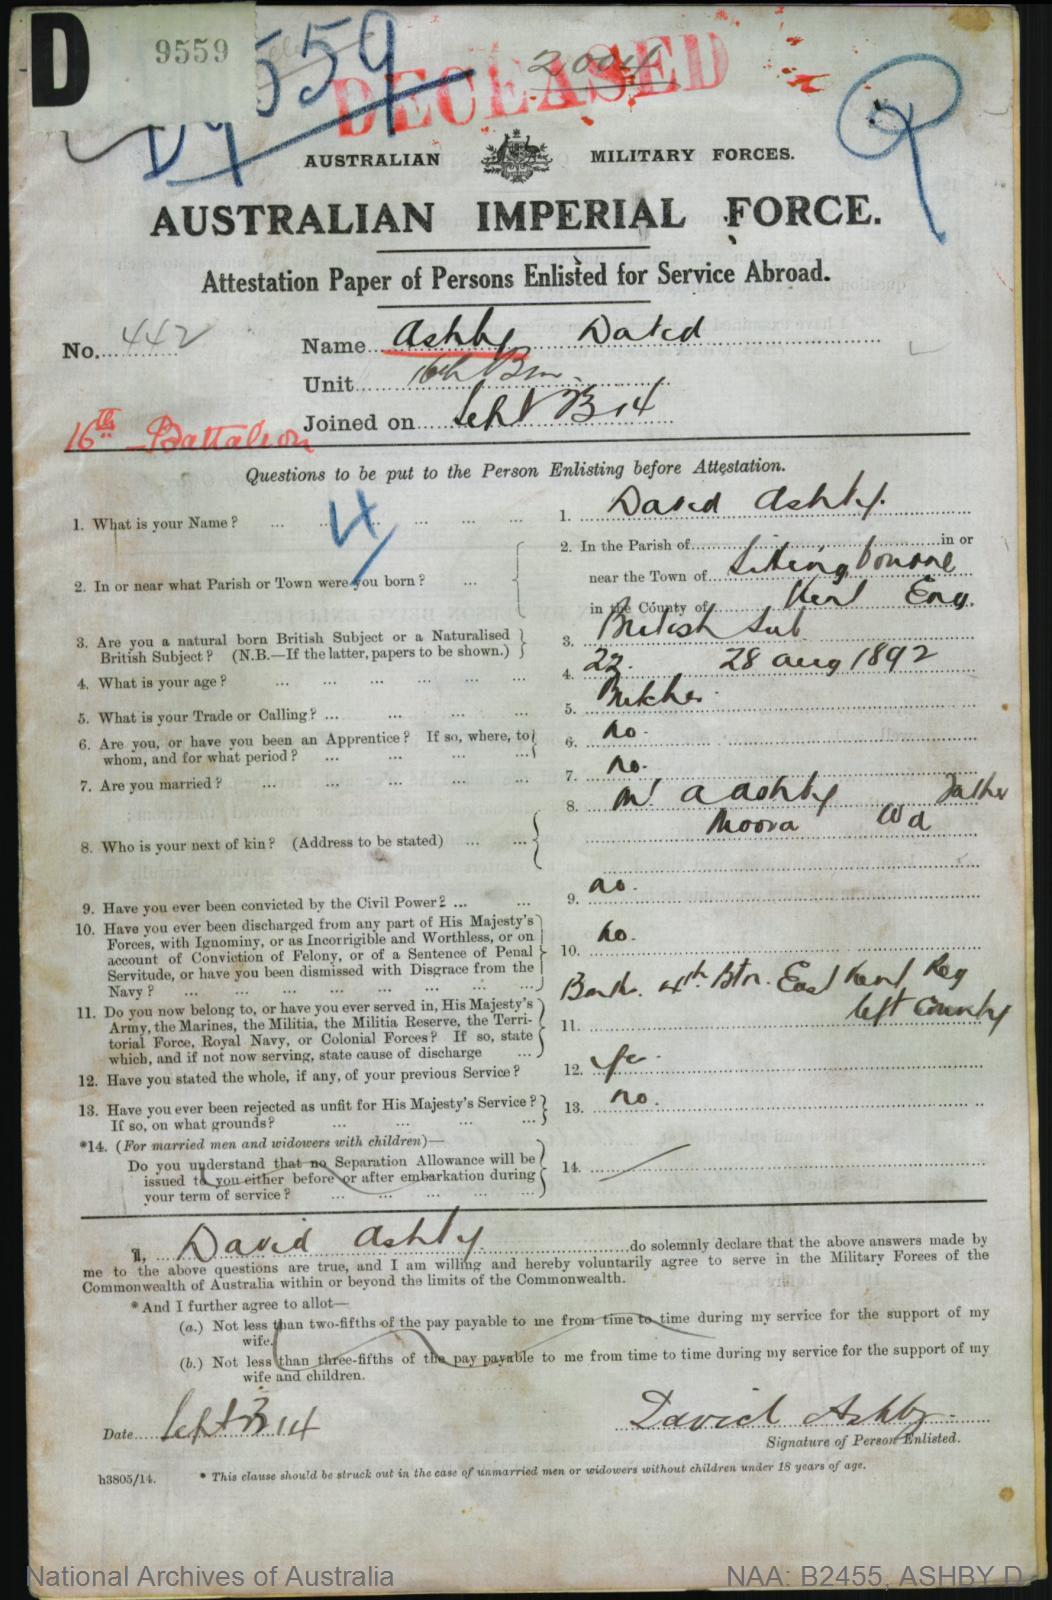 D 9559
559
DECEASED
2004
AUSTRALIAN MILITARY FORCES.
AUSTRALIAN IMPERIAL FORCE.
Attestation Paper of Persons Enlisted for Service Abroad.
No. 442 Name Ashby David
Unit 16th Bn.
Joined on Sept 23 14
16th Battalion
Questions to be put to the Person Enlisting before Attestation.
1. What is your Name? ... ... ... ... ... 1. David Ashby.
2. In or near what Parish or Town were you born? ... 2. In the Parish of in or
near the Town of Sittingbourne
in the County of Kent Eng.
3. Are you a natural born British Subject or a Naturalised British Subject? (N.B.—If the latter, papers to be shown.) 3. British Sub
4. What is your age? ... ... ... ... ... 4. 22. 28 Aug 1892
5. What is your Trade or Calling? ... ... ... ... 5. Butcher.
6. Are you, or have you been an Apprentice? If so, where, to whom, and for what period? ... ... ... ... 6. no.
7. Are you married? ... ... ... ... ... 7. no.
8. Who is your next of kin? (Address to be stated) ... ... 8. Mr A Ashby Father
Moora WA
9. Have you ever been convicted by the Civil Power? ... ... 9. no.
10. Have you ever been discharged from any part of His Majesty's
Forces, with Ignominy, or as Incorrigible and Worthless, or on
account of Conviction of Felony, or of a Sentence of Penal
Servitude, or have you been dismissed with Disgrace from the
Navy? ... ... ... ... ... ... ... 10. no.
11. Do you now belong to, or have you ever served in, His Majesty's
Army, the Marines, the Militia, the Militia Reserve, the Terri-
torial Force, Royal Navy, or Colonial Forces? If so, state
which, and if not now serving, state cause of discharge ... 11. 4th Btn. East Kent Reg
left Country
12. Have you stated the whole, if any, of your previous Service? 12.
13. Have you ever been rejected as unfit for His Majesty's Service?
If so, on what grounds? ... ... ... ... 13. no.
*14. (For married men and widowers with children)—
Do you understand that no Separation Allowance will be
issued to you either before or after embarkation during
your term of service? ... ... ... ... ... 14.
I, David Ashby. do solemnly declare that the above answers made by
me to the above questions are true, and I am willing and hereby voluntarily agree to serve in the Military Forces of the
Commonwealth of Australia within or beyond the limits of the Commonwealth.
* And I further agree to allot—
(a.) Not less than two-fifths of the pay payable to me from time to time during my service for the support of my
wife.
(b.) Not less than three-fifths of the pay payable to me from time to time during my service for the support of my
wife and children.
Date Sept 23 14 David Ashby.
Signature of Person Enlisted.
h3805/14. * This clause should be struck out in the case of unmarried men or widowers without children under 18 years of age.
National Archives of Australia NAA: B2455, ASHBY D